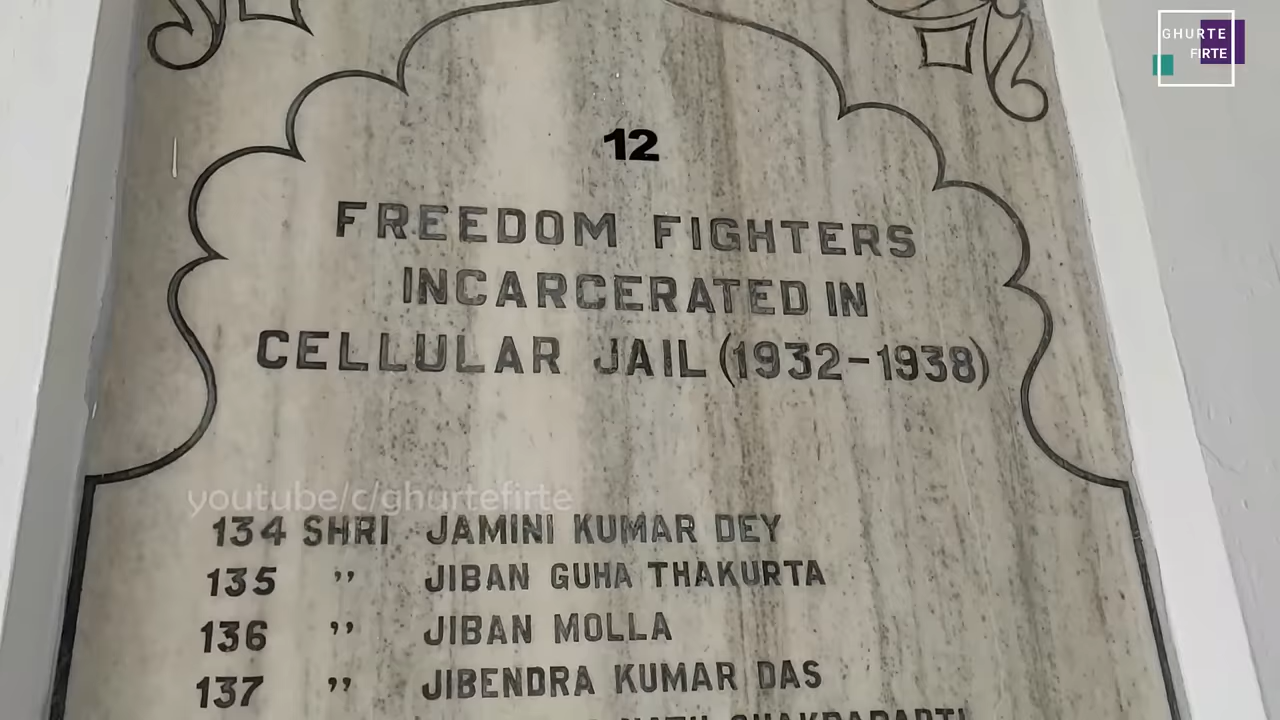 GHURTE
FIRTE
12
FREEDOM FIGHTERS
INCARCERATED IN
CELLULAR JAIL (1932-1938)
youtube/c/ghurtefirte
134 SHRI JAMINI KUMAR DEY
135 ” JIBAN GUHA THAKURTA
136 ” JIBAN MOLLA
137 ” JIBENDRA KUMAR DAS